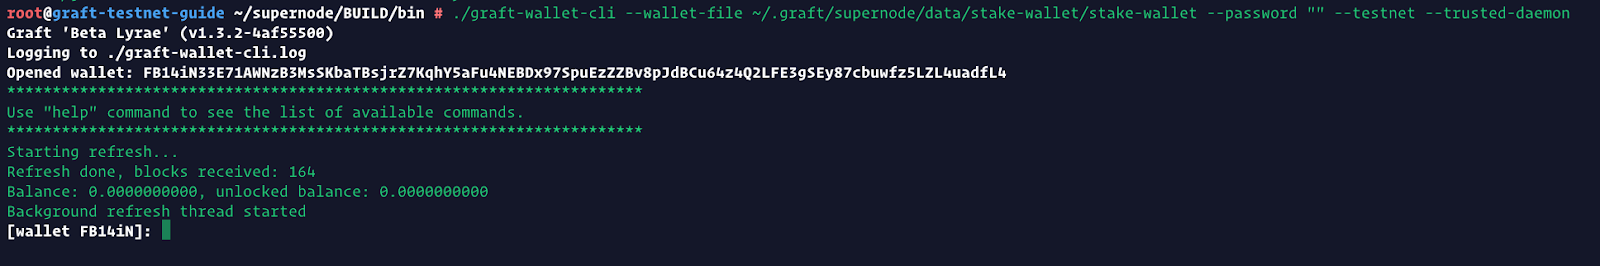 root@graft-testnet-guide ~/supernode/BUILD/bin # ./graft-wallet-cli --wallet-file ~/.graft/supernode/data/stake-wallet/stake-wallet --password "" --testnet --trusted-daemon
Graft 'Beta Lyrae' (v1.3.2-4af55500)
Logging to ./graft-wallet-cli.log
Opened wallet: FB14iN33E71AWNzB3MsSKbaTBsjrZ7KqhY5aFu4NEBDx97SpuEzZZBv8pJdBCu64z4Q2LFE3gSEy87cbuwfz5LZL4uadfL4
**********************************************************************
Use "help" command to see the list of available commands.
**********************************************************************
Starting refresh...
Refresh done, blocks received: 164
Balance: 0.0000000000, unlocked balance: 0.0000000000
Background refresh thread started
[wallet FB14iN]: